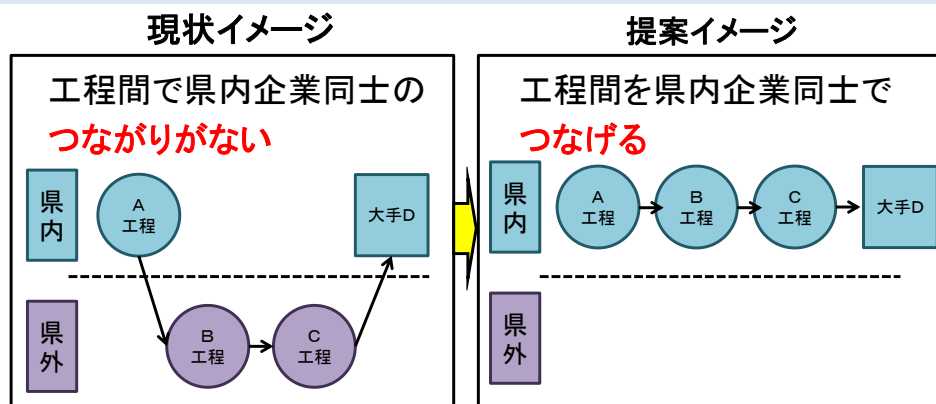 現状イメージ
工程間で県内企業同士の
つながりがない
県内
A
工程
大手D
県外
B
工程
C
工程
提案イメージ
工程間を県内企業同士で
つなげる
県内
A
工程
B
工程
C
工程
大手D
県外